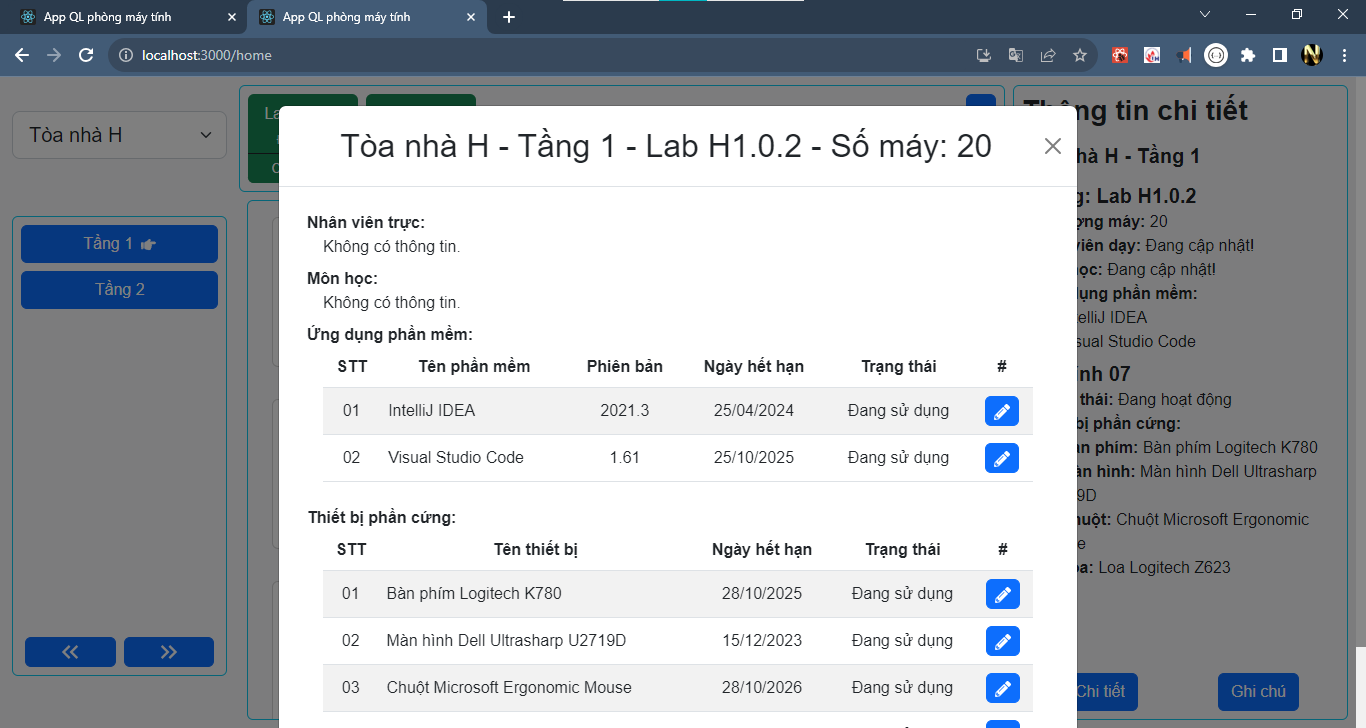 App QL phòng máy tính
App QL phòng máy tính
localhost:3000/home
Tòa nhà H
Tầng 1
Tầng 2
Tòa nhà H - Tầng 1 - Lab H1.0.2 - Số máy: 20
Nhân viên trực:
Không có thông tin.
Môn học:
Không có thông tin.
Ứng dụng phần mềm:
STT Tên phần mềm Phiên bản Ngày hết hạn Trạng thái #
01 IntelliJ IDEA 2021.3 25/04/2024 Đang sử dụng
02 Visual Studio Code 1.61 25/10/2025 Đang sử dụng
Thiết bị phần cứng:
STT Tên thiết bị Ngày hết hạn Trạng thái #
01 Bàn phím Logitech K780 28/10/2025 Đang sử dụng
02 Màn hình Dell Ultrasharp U2719D 15/12/2023 Đang sử dụng
03 Chuột Microsoft Ergonomic Mouse 28/10/2026 Đang sử dụng
Thông tin chi tiết
hà H - Tầng 1
g: Lab H1.0.2
ợng máy: 20
viên dạy: Đang cập nhật!
học: Đang cập nhật!
dụng phần mềm:
elliJ IDEA
sual Studio Code
ính 07
thái: Đang hoạt động
bị phần cứng:
àn phím: Bàn phím Logitech K780
àn hình: Màn hình Dell Ultrasharp
9D
huột: Chuột Microsoft Ergonomic
e
oa: Loa Logitech Z623
Chi tiết
Ghi chú